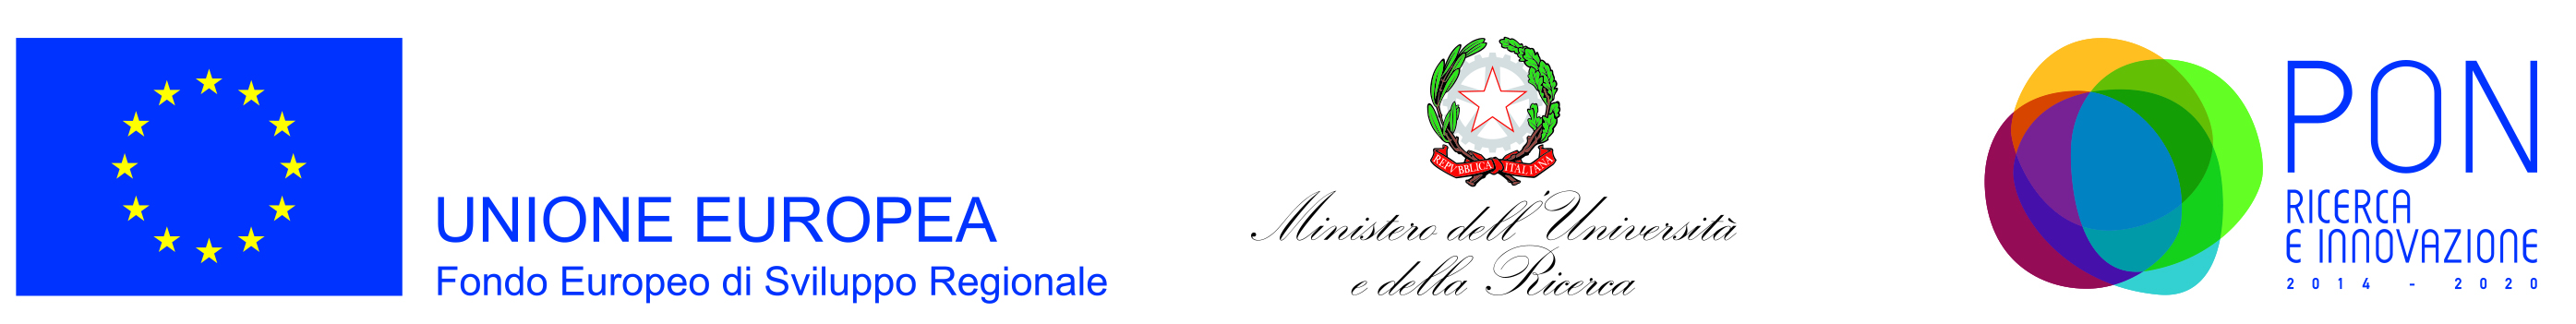 UNIONE EUROPEA
Fondo Europeo di Sviluppo Regionale
REPVBBLICA ITALIANA
Ministero dell'Università
e della Ricerca
PON
RICERCA
E INNOVAZIONE
2014 - 2020